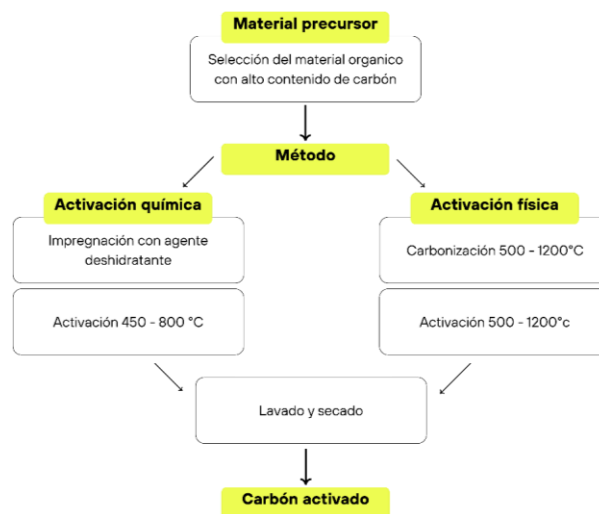 Material precursor
Selección del material organico
con alto contenido de carbón
Método
Activación química
Impregnación con agente
deshidratante
Activación 450 - 800 °C
Activación física
Carbonización 500 - 1200°C
Activación 500 - 1200°c
Lavado y secado
Carbón activado